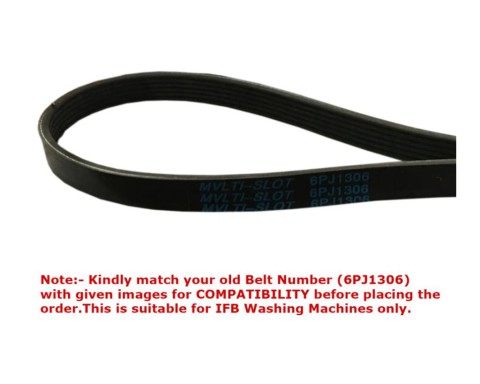 MVLTI-SLOT 6PJ1306
MVLTI-SLOT 6PJ1306
MVLTI-SLOT 6PJ1306
Note:- Kindly match your old Belt Number (6PJ1306)
with given images for COMPATIBILITY before placing the
order.This is suitable for IFB Washing Machines only.